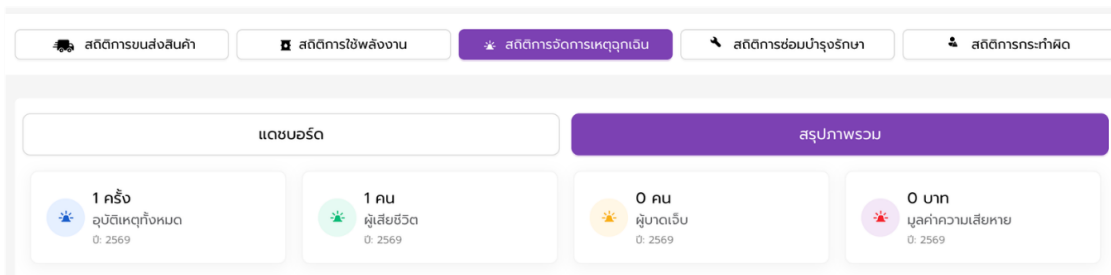 สถิติการขนส่งสินค้า สถิติการใช้พลังงาน สถิติการจัดการเหตุฉุกเฉิน สถิติการซ่อมบำรุงรักษา สถิติการกระทำผิด
แดชบอร์ด สรุปภาพรวม
1 ครั้ง 1 คน 0 คน 0 บาท
อุบัติเหตุทั้งหมด ผู้เสียชีวิต ผู้บาดเจ็บ มูลค่าความเสียหาย
ปี: 2569 ปี: 2569 ปี: 2569 ปี: 2569